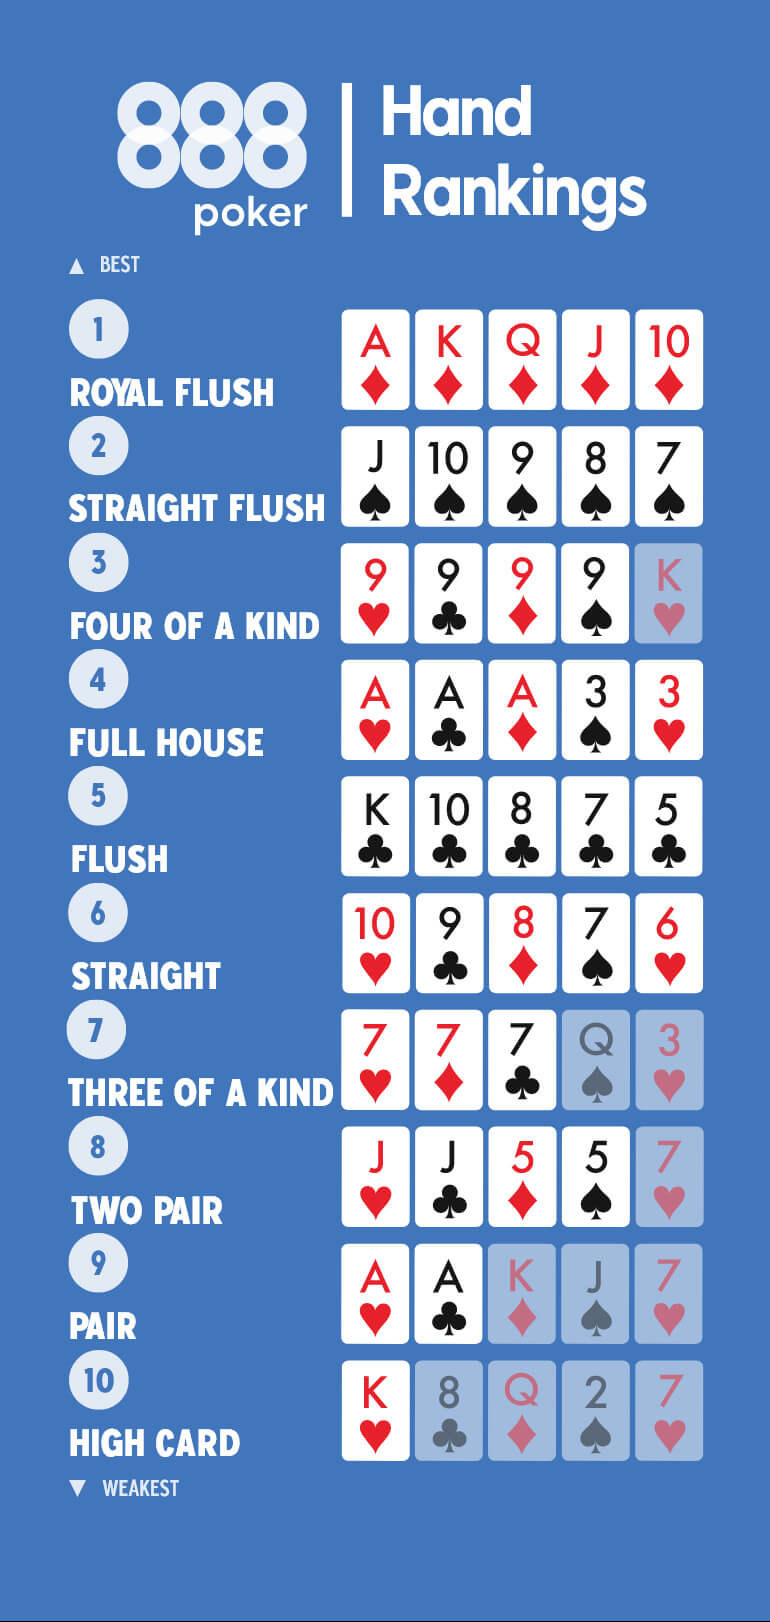 888
poker
Hand
Rankings
▲ BEST
1
ROYAL FLUSH
A♦ K♦ Q♦ J♦ 10♦
2
STRAIGHT FLUSH
J♠ 10♠ 9♠ 8♠ 7♠
3
FOUR OF A KIND
9♥ 9♣ 9♦ 9♠ K♥
4
FULL HOUSE
A♥ A♣ A♦ 3♠ 3♥
5
FLUSH
K♣ 10♣ 8♣ 7♣ 5♣
6
STRAIGHT
10♥ 9♣ 8♦ 7♠ 6♥
7
THREE OF A KIND
7♥ 7♦ 7♣ Q♠ 3♥
8
TWO PAIR
J♥ J♣ 5♦ 5♠ 7♥
9
PAIR
A♥ A♣ K♦ J♠ 7♥
10
HIGH CARD
K♥ 8♣ Q♦ 2♠ 7♥
▼ WEAKEST